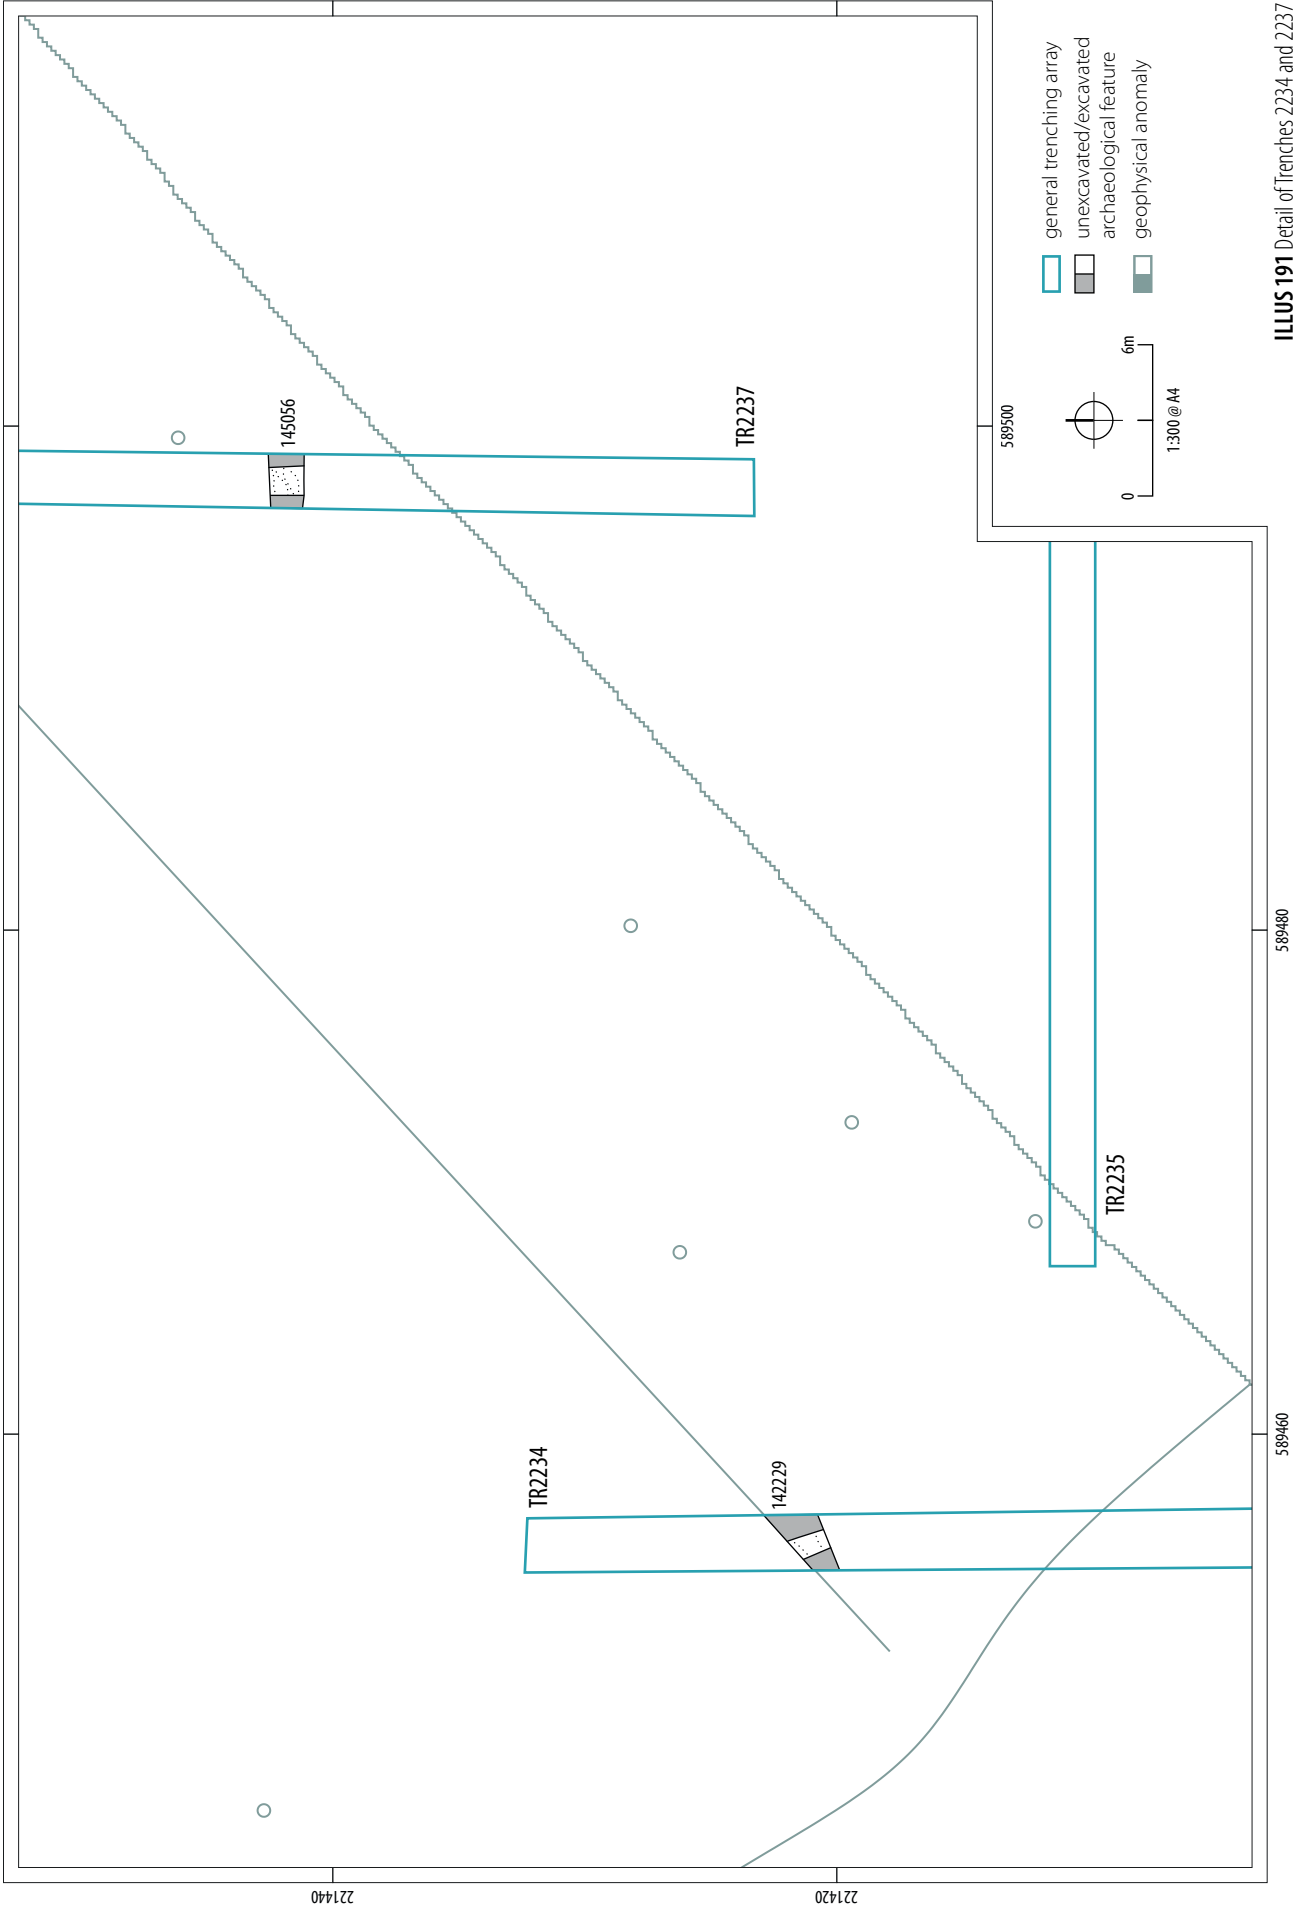 145056
TR2237
TR2234
142229
TR2235
221440
221420
589460
589480
589500
0 6m
1:300 @ A4
general trenching array
unexcavated/excavated
archaeological feature
geophysical anomaly
ILLUS 191 Detail of Trenches 2234 and 2237